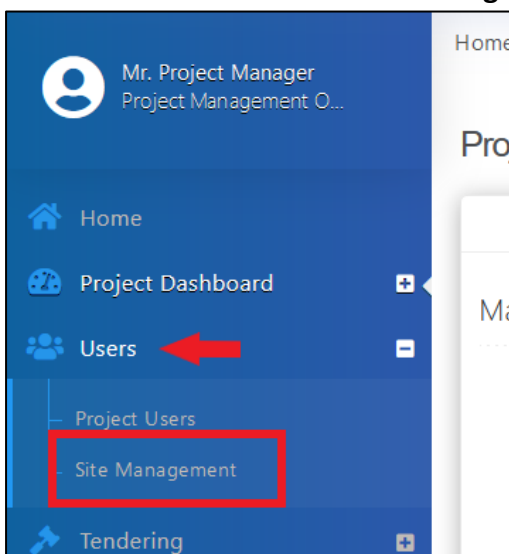 Mr. Project Manager
Project Management O...
Home
Project Dashboard
Users
Project Users
Site Management
Tendering
Home
Pro
Ma